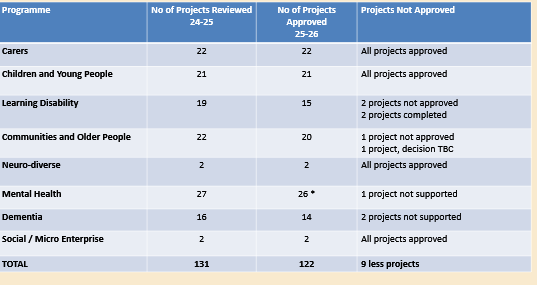 Programme No of Projects Reviewed No of Projects Projects Not Approved
24-25 Approved
25-26
Carers 22 22 All projects approved
Children and Young People 21 21 All projects approved
Learning Disability 19 15 2 projects not approved
2 projects completed
Communities and Older People 22 20 1 project not approved
1 project, decision TBC
Neuro-diverse 2 2 All projects approved
Mental Health 27 26 * 1 project not supported
Dementia 16 14 2 projects not supported
Social / Micro Enterprise 2 2 All projects approved
TOTAL 131 122 9 less projects